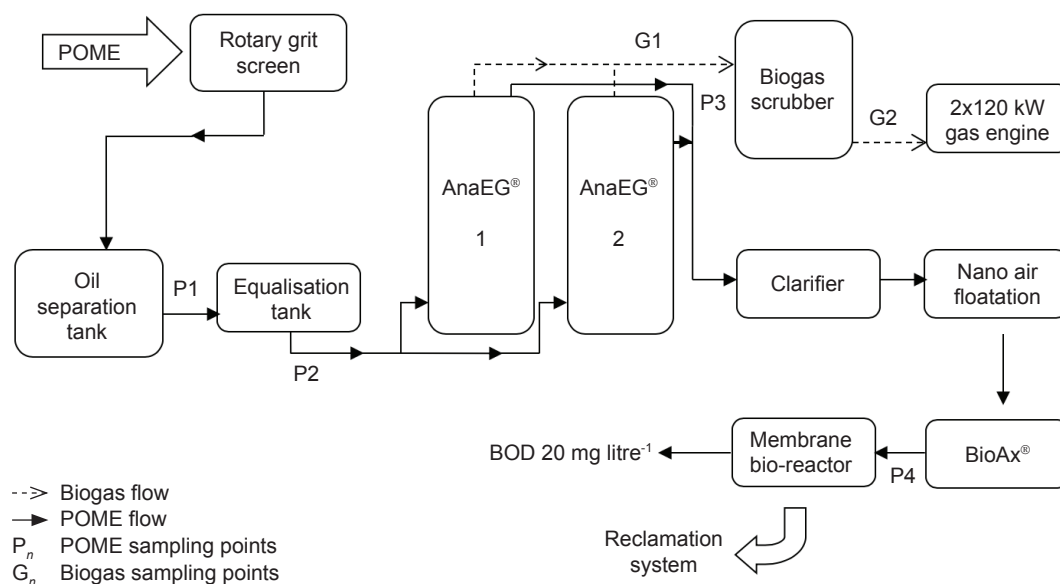 POME
Rotary grit
screen
G1
P3
Biogas
scrubber
G2
2x120 kW
gas engine
AnaEG®
1
AnaEG®
2
Oil
separation
tank
P1
Equalisation
tank
P2
Clarifier
Nano air
floatation
BOD 20 mg litre⁻¹
Membrane
bio-reactor
P4
BioAx®
Reclamation
system
Biogas flow
POME flow
Pₙ POME sampling points
Gₙ Biogas sampling points